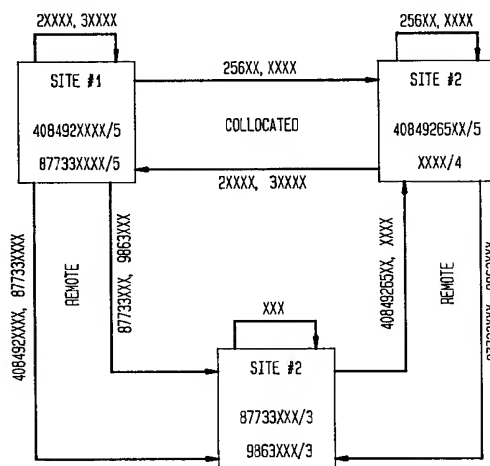 2XXXX, 3XXXX
256XX, XXXX
SITE #1
256XX, XXXX
SITE #2
COLLOCATED
408492XXXX/5
40849265XX/5
87733XXXX/5
XXXX/4
2XXXX, 3XXXX
408492XXXX, 87733XXXX
REMOTE
87733XXX, 9863XXX
40849265XX, XXXX
REMOTE
XXX
SITE #2
87733XXX/3
9863XXX/3